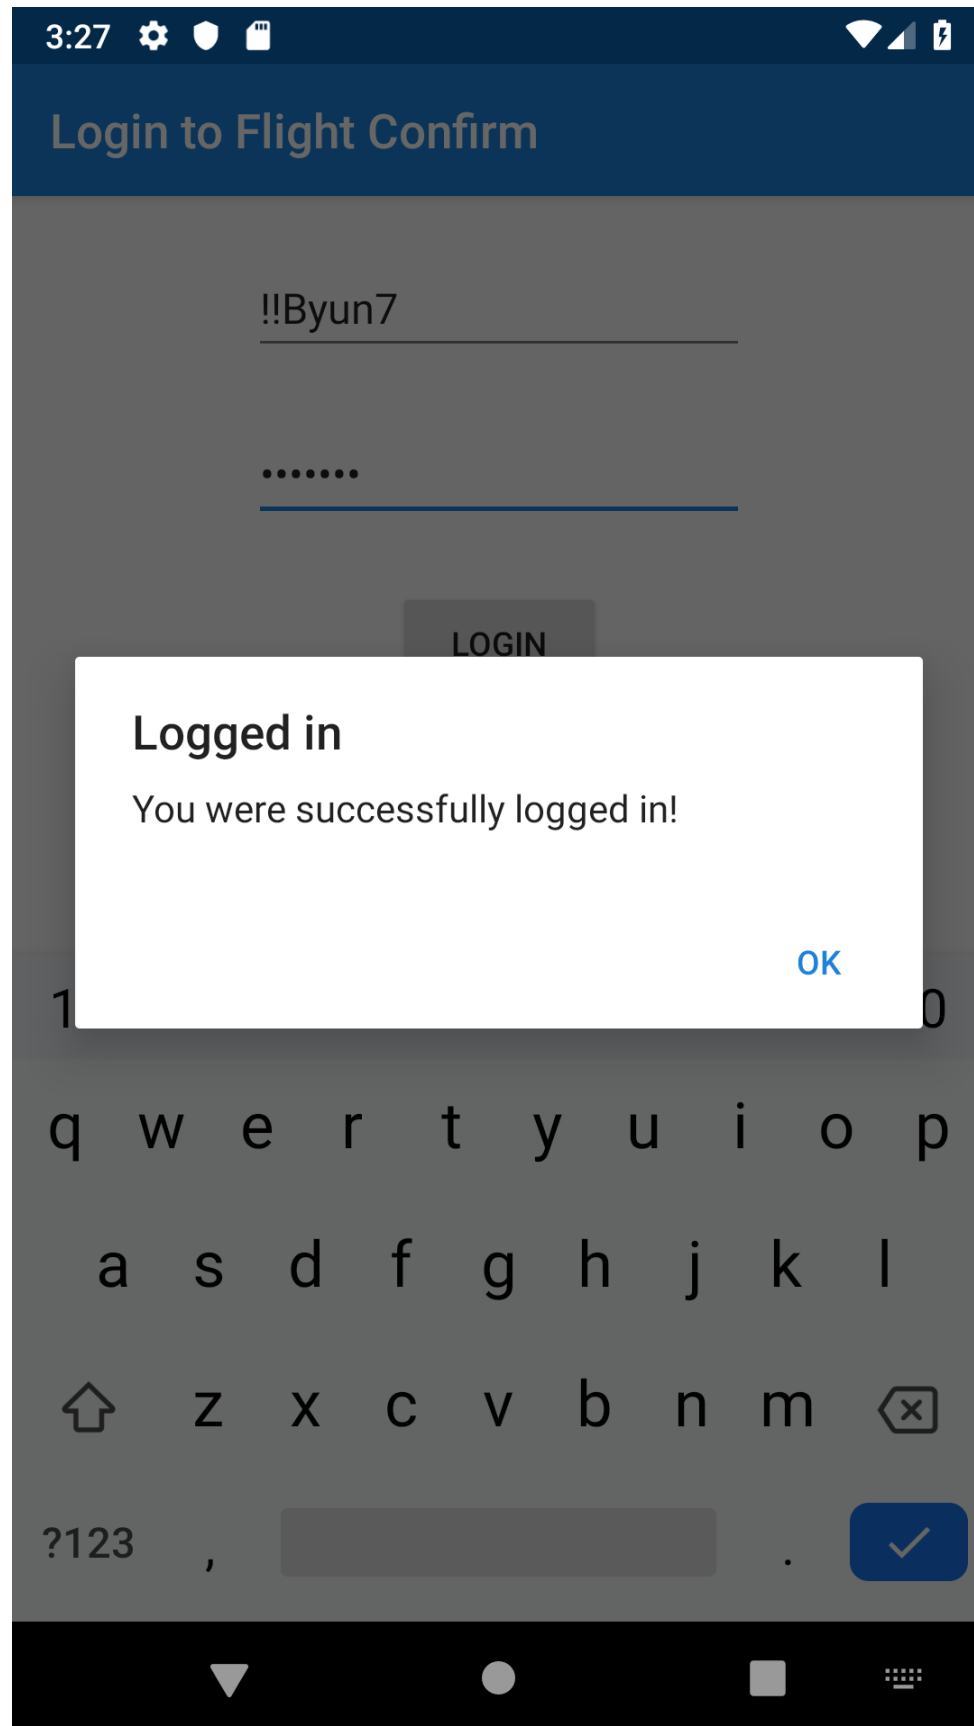 3:27
Login to Flight Confirm
!!Byun7
•••••••
LOGIN
Logged in
You were successfully logged in!
OK
1 0
q w e r t y u i o p
a s d f g h j k l
z x c v b n m
?123 , .